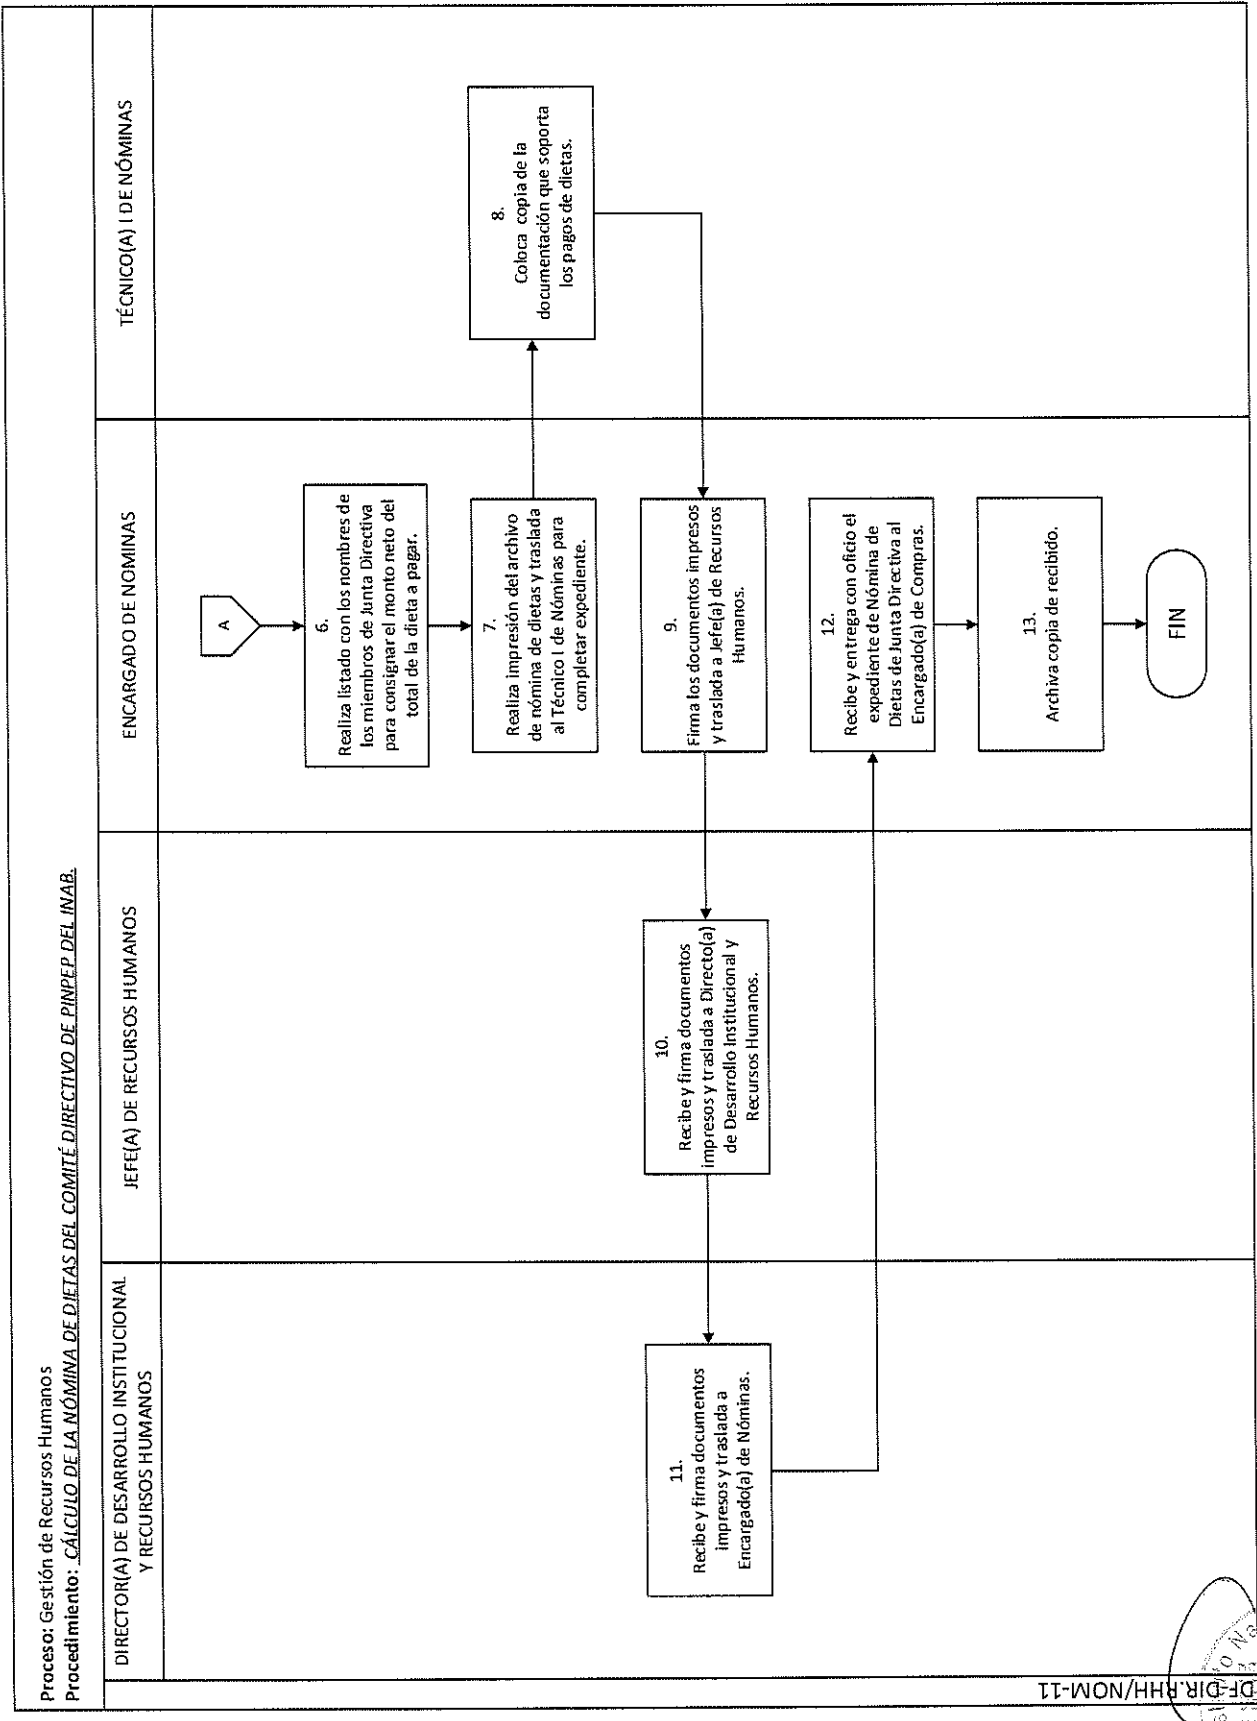 Proceso: Gestión de Recursos Humanos
Procedimiento: CÁLCULO DE LA NÓMINA DE DIETAS DEL COMITÉ DIRECTIVO DE PINPEP DEL INAB.
DIRECTOR(A) DE DESARROLLO INSTITUCIONAL
Y RECURSOS HUMANOS
JEFE(A) DE RECURSOS HUMANOS
ENCARGADO DE NOMINAS
TÉCNICO(A) I DE NÓMINAS
A
6.
Realiza listado con los nombres de
los miembros de Junta Directiva
para consignar el monto neto del
total de la dieta a pagar.
7.
Realiza impresión del archivo
de nómina de dietas y traslada
al Técnico I de Nóminas para
completar expediente.
8.
Coloca copia de la
documentación que soporta
los pagos de dietas.
9.
Firma los documentos impresos
y traslada a Jefe(a) de Recursos
Humanos.
10.
Recibe y firma documentos
impresos y traslada a Directo(a)
de Desarrollo Institucional y
Recursos Humanos.
11.
Recibe y firma documentos
impresos y traslada a
Encargado(a) de Nóminas.
12.
Recibe y entrega con oficio el
expediente de Nómina de
Dietas de Junta Directiva al
Encargado(a) de Compras.
13.
Archiva copia de recibido.
FIN
DF-DIR.RHH/NOM-11